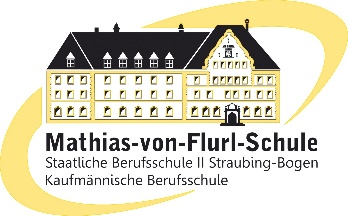 Mathias-von-Flurl-Schule
Staatliche Berufsschule II Straubing-Bogen
Kaufmännische Berufsschule